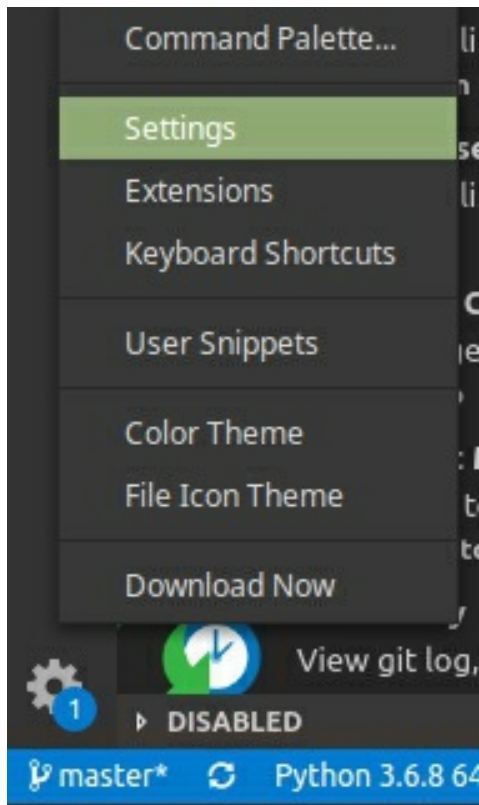 Command Palette...
Settings
Extensions
Keyboard Shortcuts
User Snippets
Color Theme
File Icon Theme
Download Now
View git log,
1
DISABLED
master*
Python 3.6.8 64